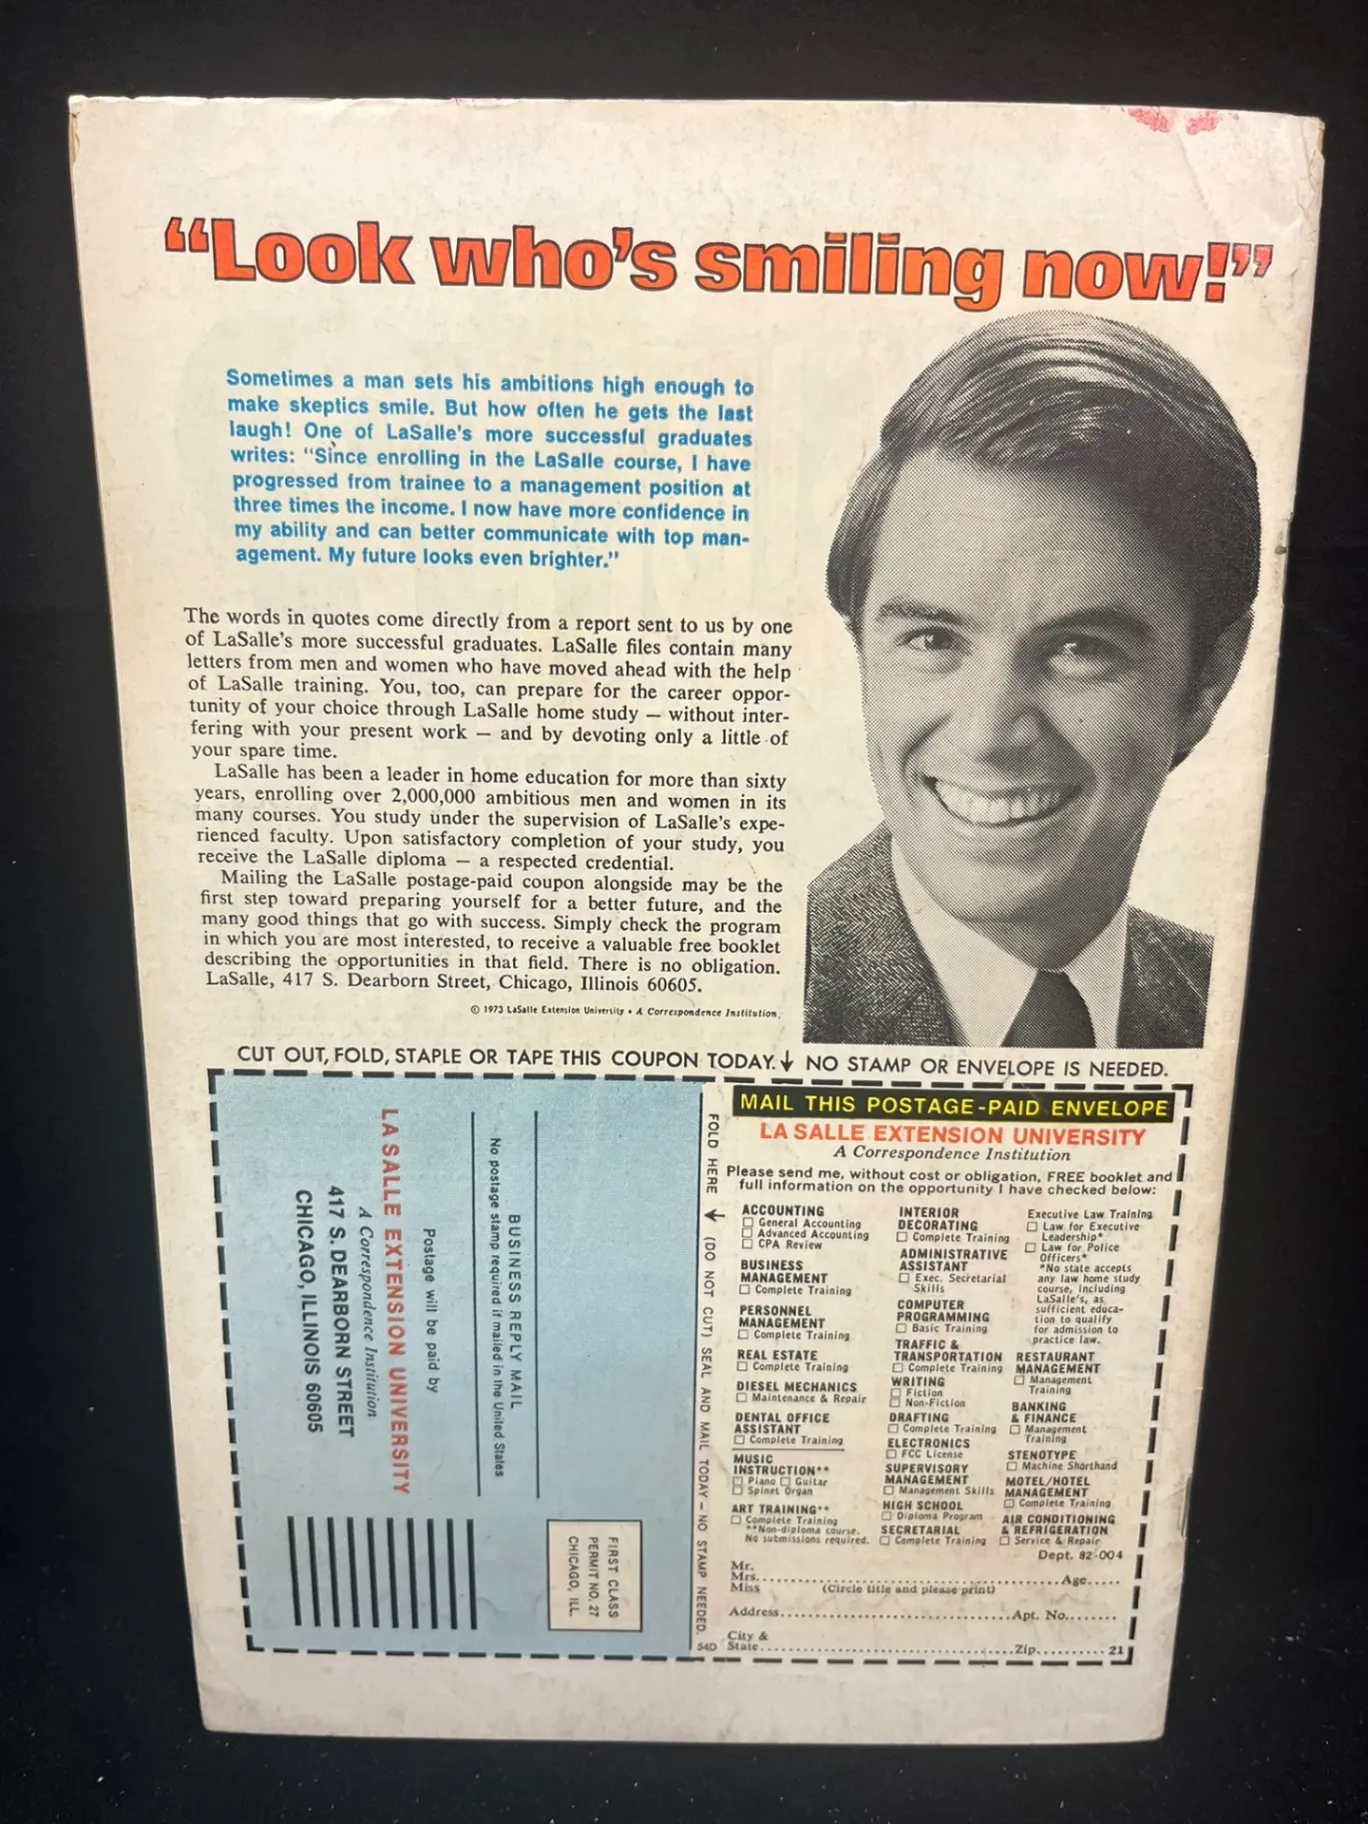 “Look who’s smiling now!”
Sometimes a man sets his ambitions high enough to
make skeptics smile. But how often he gets the last
laugh! One of LaSalle's more successful graduates
writes: "Since enrolling in the LaSalle course, I have
progressed from trainee to a management position at
three times the income. I now have more confidence in
my ability and can better communicate with top man-
agement. My future looks even brighter."
The words in quotes come directly from a report sent to us by one
of LaSalle's more successful graduates. LaSalle files contain many
letters from men and women who have moved ahead with the help
of LaSalle training. You, too, can prepare for the career oppor-
tunity of your choice through LaSalle home study — without inter-
fering with your present work — and by devoting only a little of
your spare time.
LaSalle has been a leader in home education for more than sixty
years, enrolling over 2,000,000 ambitious men and women in its
many courses. You study under the supervision of LaSalle's expe-
rienced faculty. Upon satisfactory completion of your study, you
receive the LaSalle diploma — a respected credential.
Mailing the LaSalle postage-paid coupon alongside may be the
first step toward preparing yourself for a better future, and the
many good things that go with success. Simply check the program
in which you are most interested, to receive a valuable free booklet
describing the opportunities in that field. There is no obligation.
LaSalle, 417 S. Dearborn Street, Chicago, Illinois 60605.
© 1973 LaSalle Extension University • A Correspondence Institution.
CUT OUT, FOLD, STAPLE OR TAPE THIS COUPON TODAY. ↓ NO STAMP OR ENVELOPE IS NEEDED.
FIRST CLASS
PERMIT NO. 27
CHICAGO, ILL.
BUSINESS REPLY MAIL
No postage stamp required if mailed in the United States
Postage will be paid by
LA SALLE EXTENSION UNIVERSITY
A Correspondence Institution
417 S. DEARBORN STREET
CHICAGO, ILLINOIS 60605
FOLD HERE ↓ (DO NOT CUT) SEAL AND MAIL TODAY — NO STAMP NEEDED.
54D
MAIL THIS POSTAGE-PAID ENVELOPE
LA SALLE EXTENSION UNIVERSITY
A Correspondence Institution
Please send me, without cost or obligation, FREE booklet and
full information on the opportunity I have checked below:
ACCOUNTING
□ General Accounting
□ Advanced Accounting
□ CPA Review
BUSINESS
MANAGEMENT
□ Complete Training
PERSONNEL
MANAGEMENT
□ Complete Training
REAL ESTATE
□ Complete Training
DIESEL MECHANICS
□ Maintenance & Repair
DENTAL OFFICE
ASSISTANT
□ Complete Training
MUSIC
INSTRUCTION**
□ Piano □ Guitar
□ Spinet Organ
ART TRAINING**
□ Complete Training
**Non-diploma course.
No submissions required.
INTERIOR
DECORATING
□ Complete Training
ADMINISTRATIVE
ASSISTANT
□ Exec. Secretarial
Skills
COMPUTER
PROGRAMMING
□ Basic Training
TRAFFIC &
TRANSPORTATION
□ Complete Training
WRITING
□ Fiction
□ Non-Fiction
DRAFTING
□ Complete Training
ELECTRONICS
□ FCC License
SUPERVISORY
MANAGEMENT
□ Management Skills
HIGH SCHOOL
□ Diploma Program
SECRETARIAL
□ Complete Training
Executive Law Training
□ Law for Executive
Leadership*
□ Law for Police
Officers*
*No state accepts
any law home study
course, including
LaSalle's, as
sufficient educa-
tion to qualify
for admission to
practice law.
RESTAURANT
MANAGEMENT
□ Management
Training
BANKING
& FINANCE
□ Management
Training
STENOTYPE
□ Machine Shorthand
MOTEL/HOTEL
MANAGEMENT
□ Complete Training
AIR CONDITIONING
& REFRIGERATION
□ Service & Repair
Dept. 82-004
Mr.
Mrs. Age
Miss (Circle title and please print)
Address Apt. No.
City &
State Zip 21